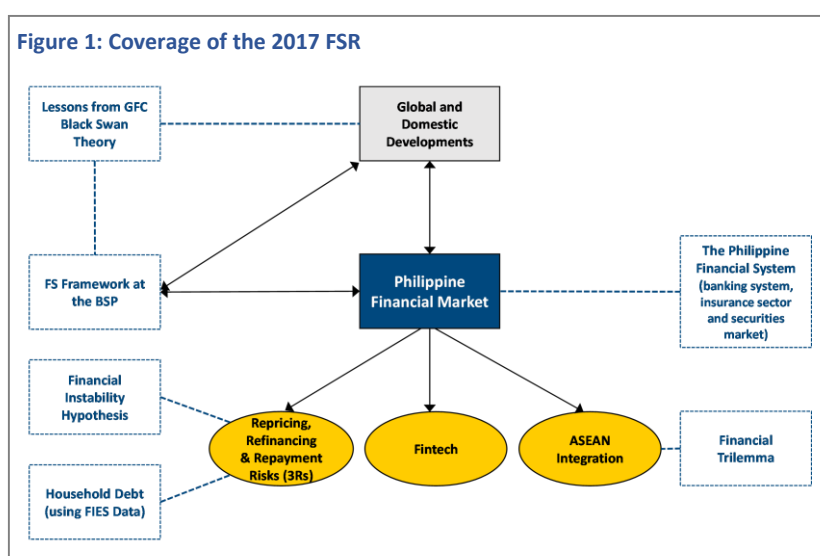 Figure 1: Coverage of the 2017 FSR
Lessons from GFC
Black Swan
Theory
Global and
Domestic
Developments
FS Framework at
the BSP
Philippine
Financial Market
The Philippine
Financial System
(banking system,
insurance sector
and securities
market)
Financial
Instability
Hypothesis
Repricing,
Refinancing
& Repayment
Risks (3Rs)
Fintech
ASEAN
Integration
Financial
Trilemma
Household Debt
(using FIES Data)